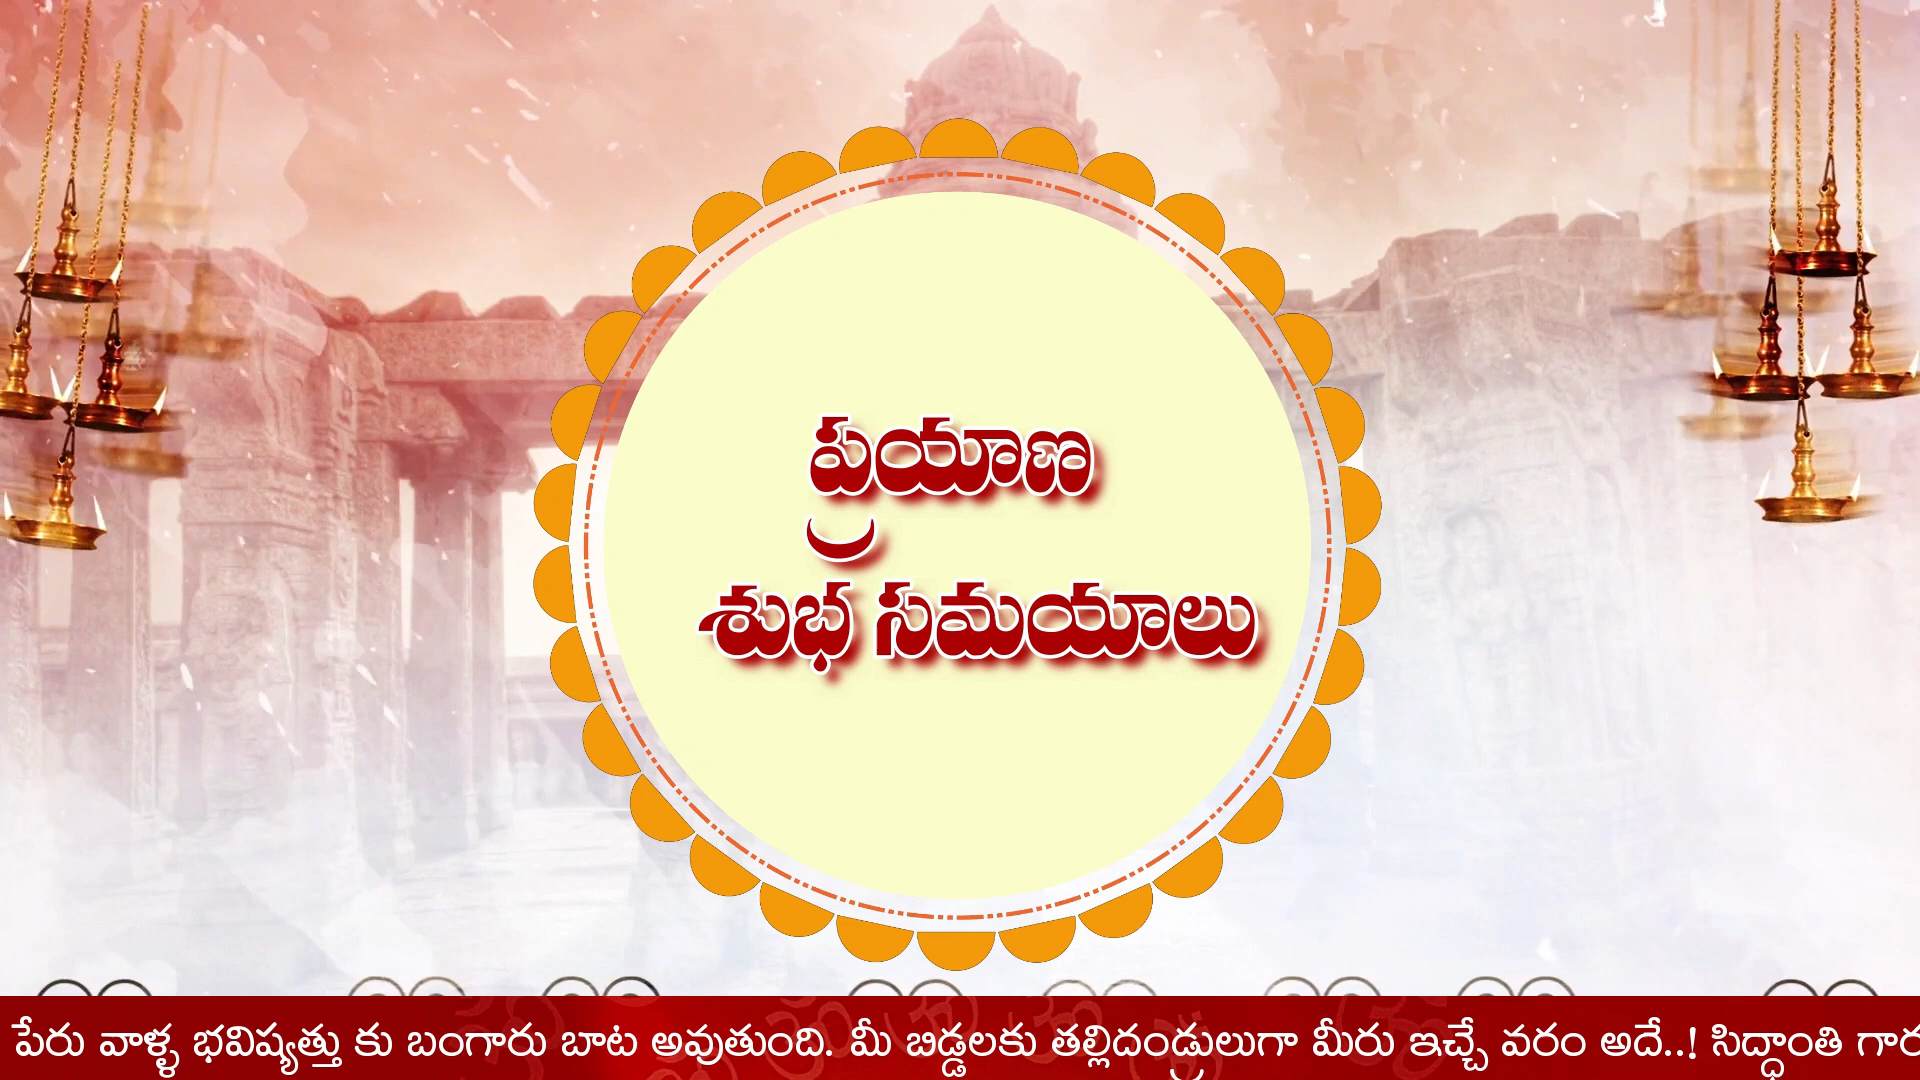 ప్రయాణ
శుభ సమయాలు
పేరు వాళ్ళ భవిష్యత్తు కు బంగారు బాట అవుతుంది. మీ బిడ్డలకు తల్లిదండ్రులుగా మీరు ఇచ్చే వరం అదే..! సిద్ధాంతి